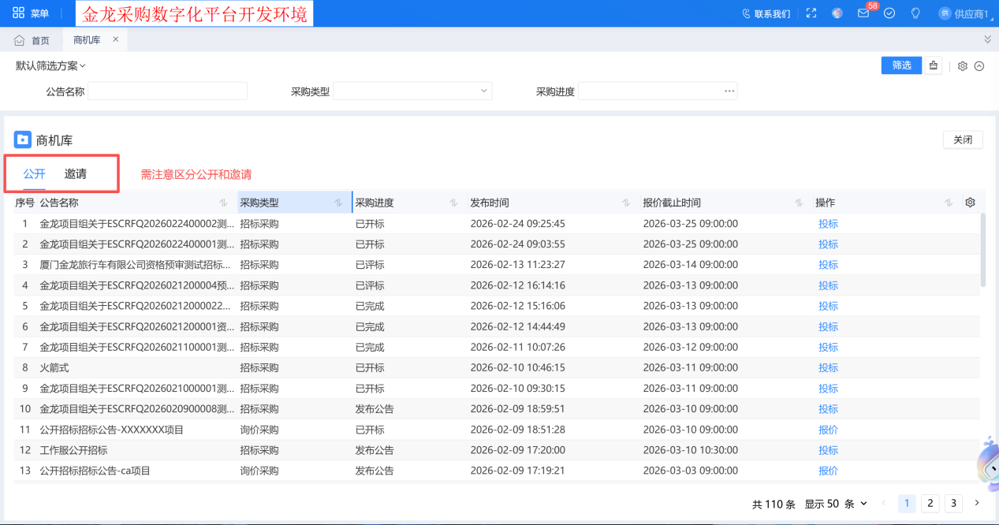 菜单 金龙采购数字化平台开发环境 联系我们 58 供 供应商1
首页 商机库
默认筛选方案 筛选
公告名称 采购类型 采购进度
商机库 关闭
公开 邀请 需注意区分公开和邀请
序号 公告名称 采购类型 采购进度 发布时间 报价截止时间 操作
1 金龙项目组关于ESCRFQ2026022400002测... 招标采购 已开标 2026-02-24 09:25:45 2026-03-25 09:00:00 投标
2 金龙项目组关于ESCRFQ2026022400001测... 招标采购 已开标 2026-02-24 09:03:55 2026-03-25 09:00:00 投标
3 厦门金龙旅行车有限公司资格预审测试招标... 招标采购 已评标 2026-02-13 11:23:27 2026-03-14 09:00:00 投标
4 金龙项目组关于ESCRFQ2026021200004预... 招标采购 已评标 2026-02-12 16:14:16 2026-03-13 09:00:00 投标
5 金龙项目组关于ESCRFQ20260212000022... 招标采购 已完成 2026-02-12 15:16:06 2026-03-13 09:00:00 投标
6 金龙项目组关于ESCRFQ2026021200001资... 招标采购 已完成 2026-02-12 14:44:49 2026-03-13 09:00:00 投标
7 金龙项目组关于ESCRFQ2026021100001测... 招标采购 已完成 2026-02-11 10:07:26 2026-03-12 09:00:00 投标
8 火箭式 招标采购 已开标 2026-02-10 10:46:15 2026-03-11 09:00:00 投标
9 金龙项目组关于ESCRFQ2026021000001测... 招标采购 已开标 2026-02-10 09:30:15 2026-03-11 09:00:00 投标
10 金龙项目组关于ESCRFQ2026020900008测... 招标采购 发布公告 2026-02-09 18:59:51 2026-03-10 09:00:00 投标
11 公开招标招标公告-XXXXXXX项目 询价采购 已开标 2026-02-09 18:51:28 2026-03-10 09:00:00 报价
12 工作服公开招标 招标采购 发布公告 2026-02-09 17:20:00 2026-03-10 10:30:00 投标
13 公开招标招标公告-ca项目 询价采购 发布公告 2026-02-09 17:19:21 2026-03-03 09:00:00 报价
共 110 条 显示 50 条 1 2 3